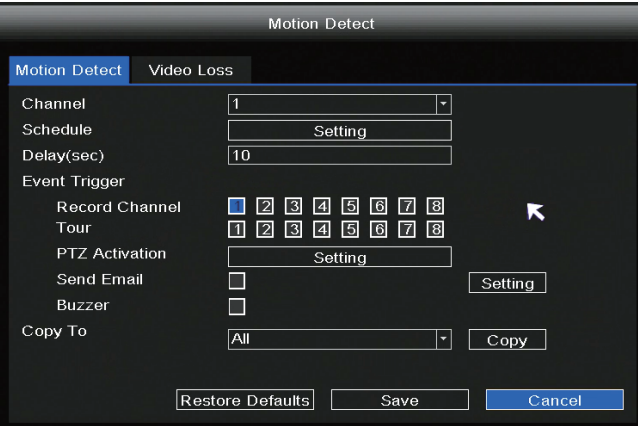 Motion Detect
Motion Detect Video Loss
Channel 1
Schedule Setting
Delay(sec) 10
Event Trigger
Record Channel 1 2 3 4 5 6 7 8
Tour 1 2 3 4 5 6 7 8
PTZ Activation Setting
Send Email Setting
Buzzer
Copy To All Copy
Restore Defaults Save Cancel